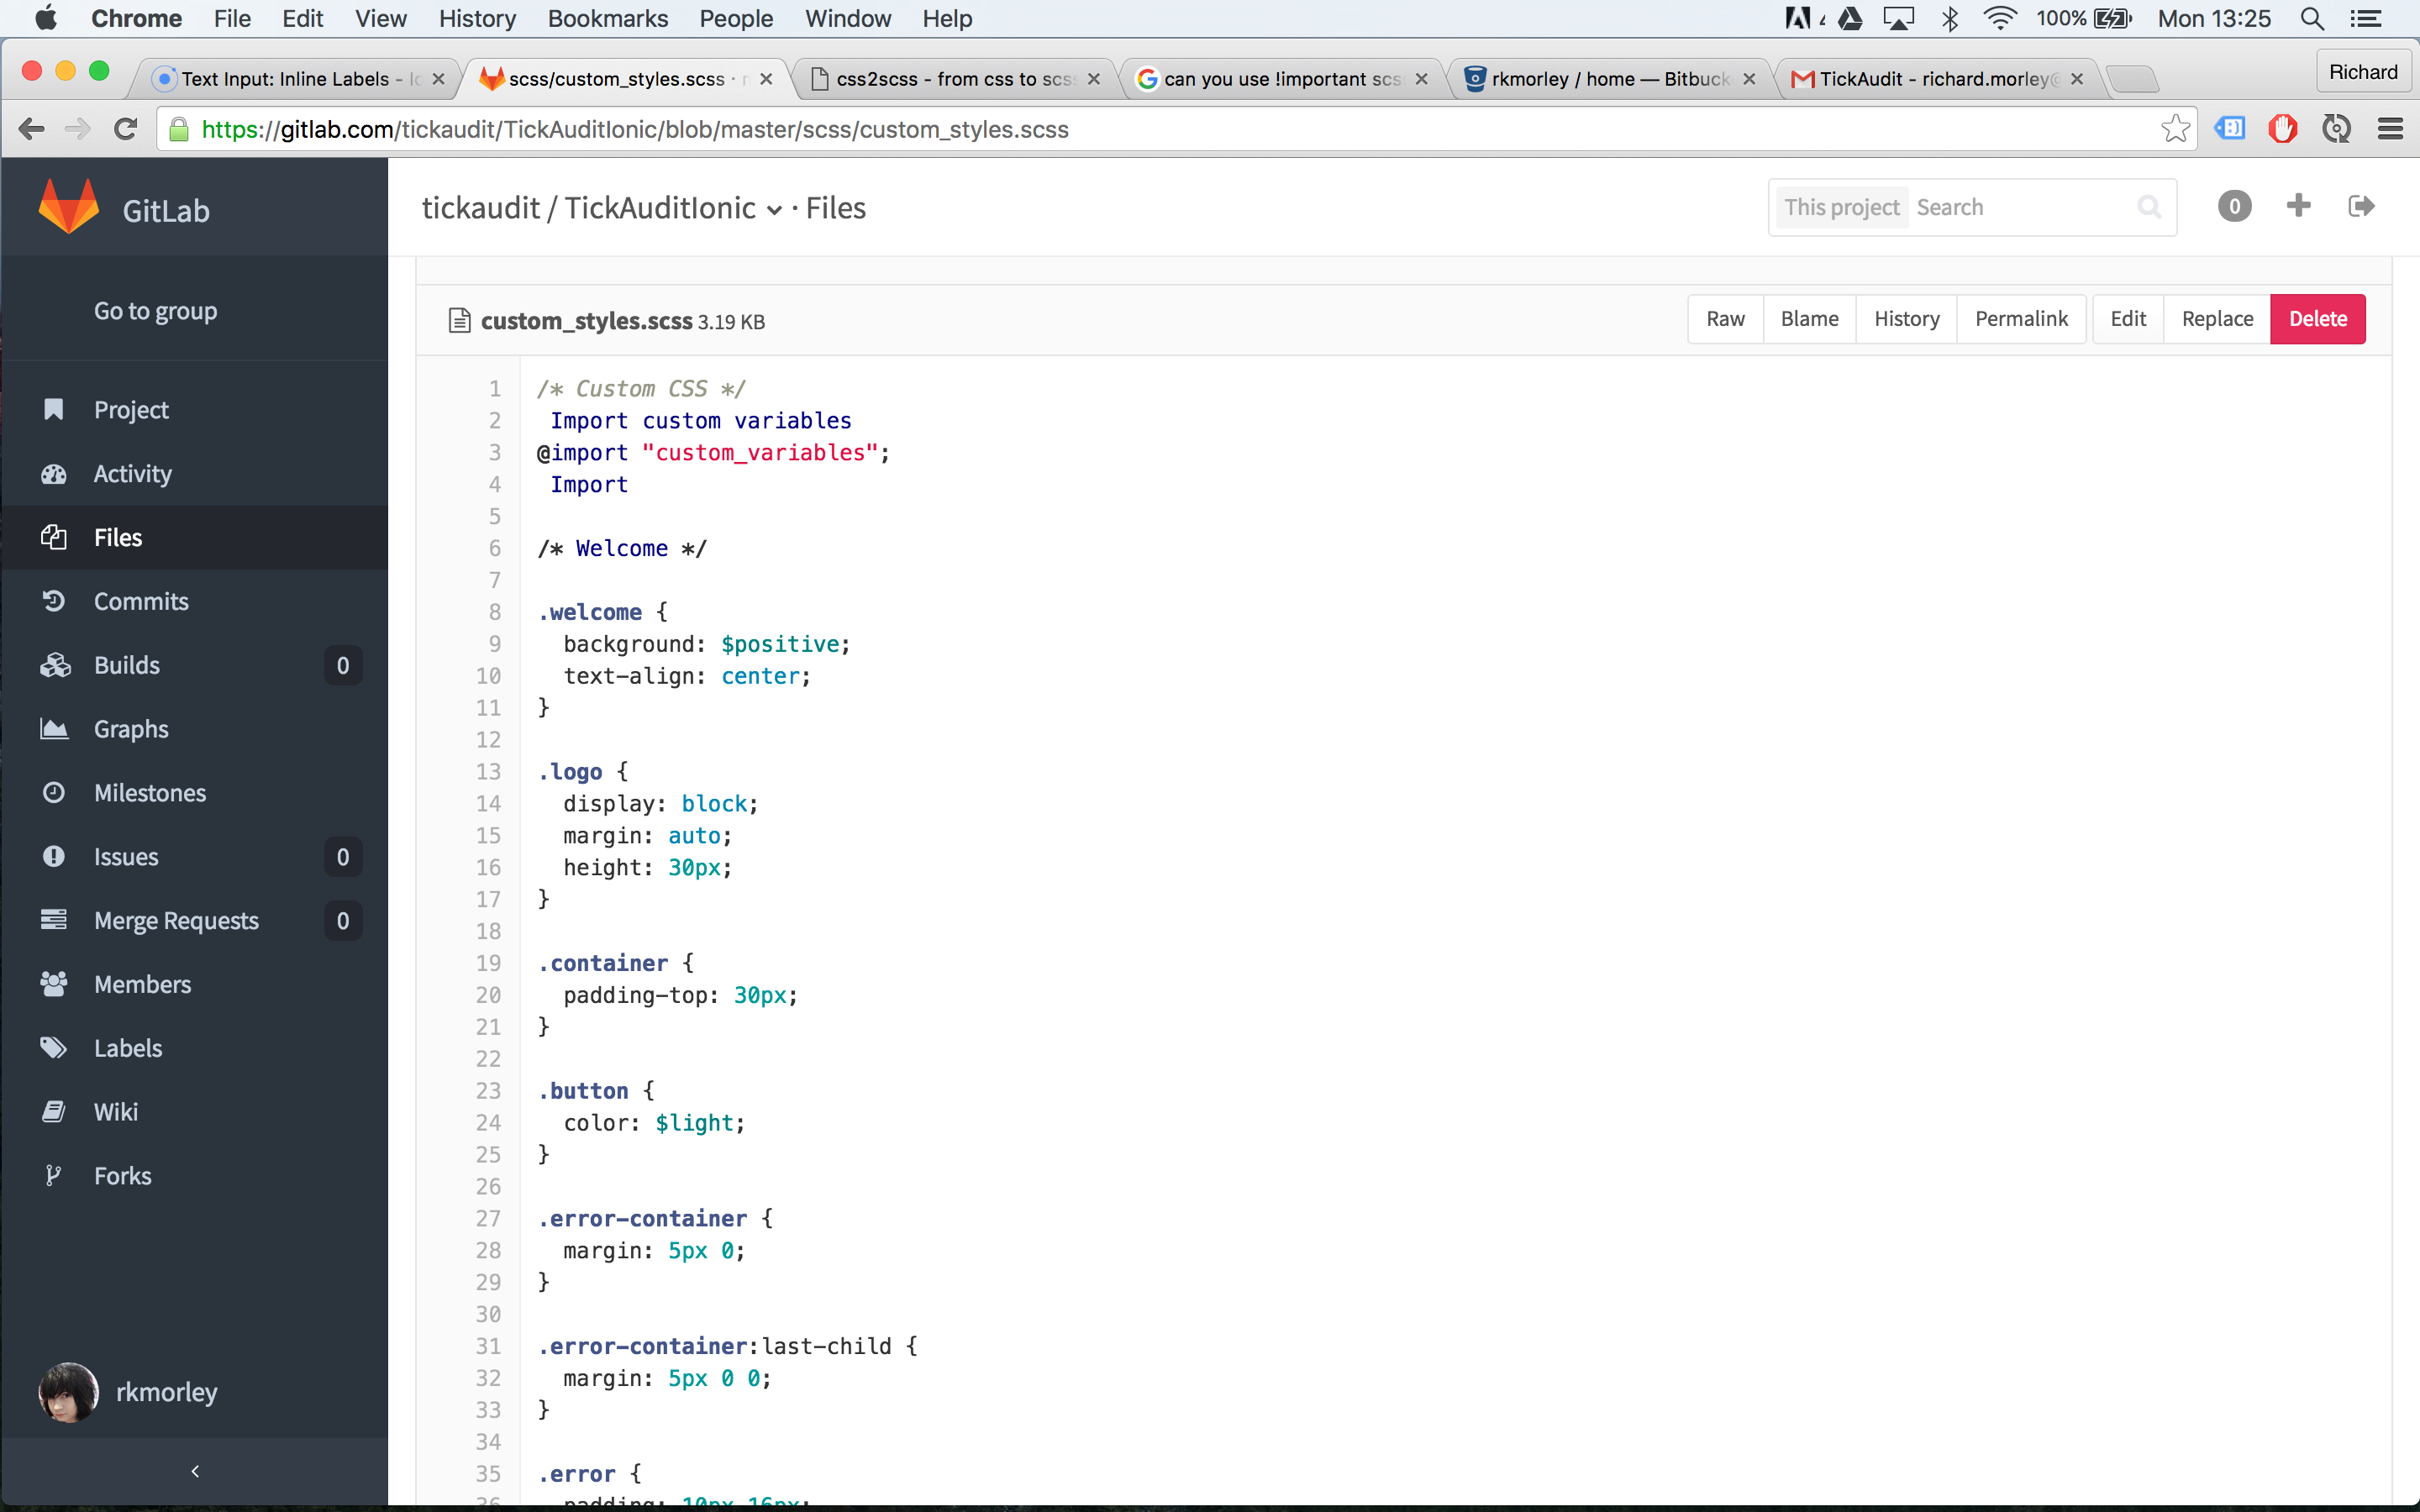 Chrome File Edit View History Bookmarks People Window Help 100% Mon 13:25
Text Input: Inline Labels - scss/custom_styles.scss · css2scss - from css to scss can you use !important scs rkmorley / home — Bitbuck TickAudit - richard.morley@ Richard
https://gitlab.com/tickaudit/TickAuditIonic/blob/master/scss/custom_styles.scss
GitLab
tickaudit / TickAuditIonic · Files
This project Search 0
Go to group
Project
Activity
Files
Commits
Builds 0
Graphs
Milestones
Issues 0
Merge Requests 0
Members
Labels
Wiki
Forks
rkmorley
custom_styles.scss 3.19 KB
Raw Blame History Permalink Edit Replace Delete
1 /* Custom CSS */
2 Import custom variables
3 @import "custom_variables";
4 Import
5
6 /* Welcome */
7
8 .welcome {
9 background: $positive;
10 text-align: center;
11 }
12
13 .logo {
14 display: block;
15 margin: auto;
16 height: 30px;
17 }
18
19 .container {
20 padding-top: 30px;
21 }
22
23 .button {
24 color: $light;
25 }
26
27 .error-container {
28 margin: 5px 0;
29 }
30
31 .error-container:last-child {
32 margin: 5px 0 0;
33 }
34
35 .error {
36 padding: 10px 16px;